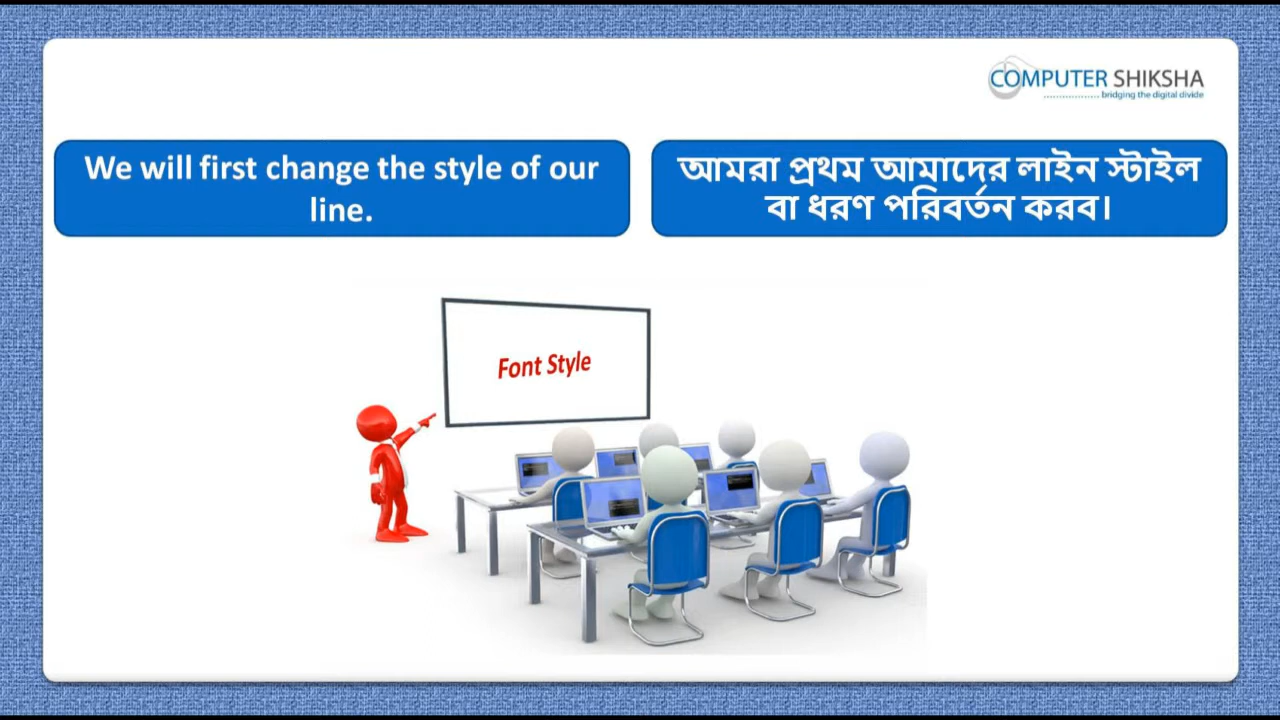 COMPUTER SHIKSHA
bridging the digital divide
We will first change the style of our
line.
আমরা প্রথম আমাদের লাইন স্টাইল
বা ধরণ পরিবর্তন করব।
Font Style